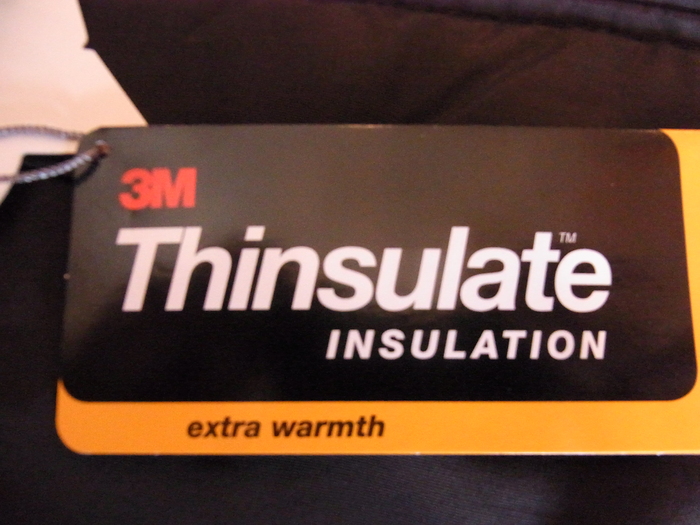 3M
Thinsulate™
INSULATION
extra warmth